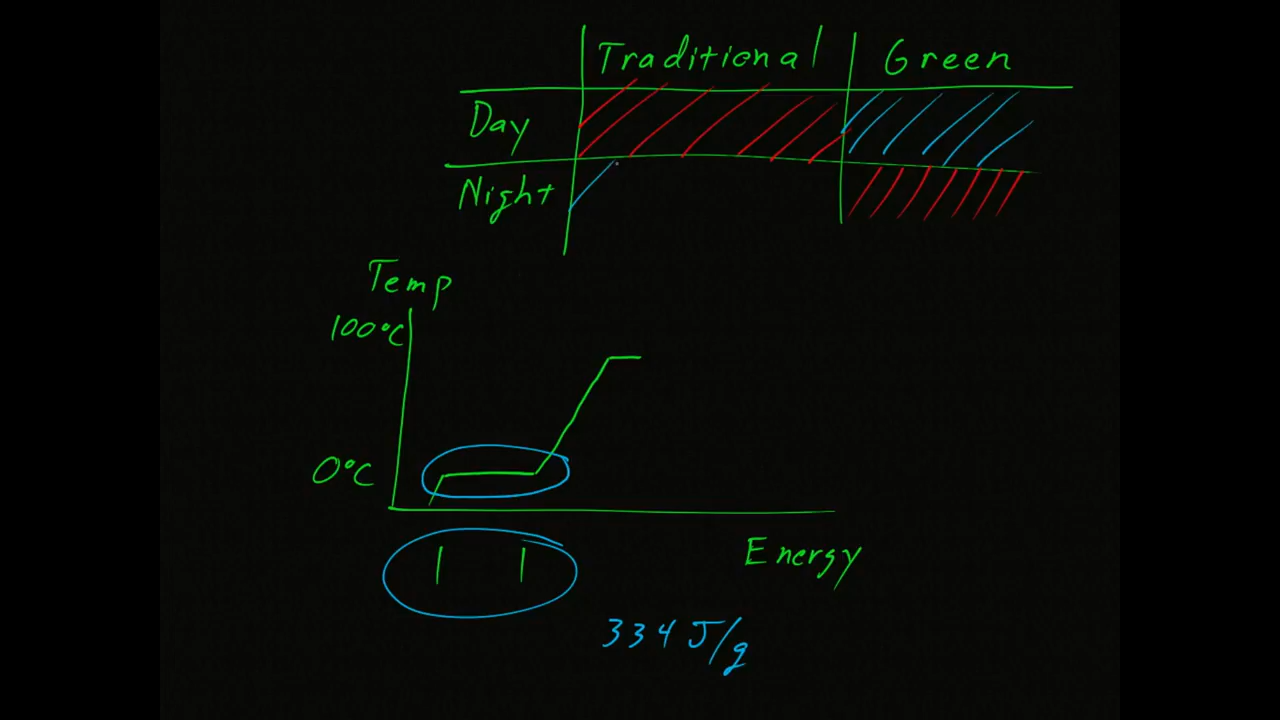 Traditional Green
Day
Night
Temp
100°C
0°C
Energy
334 J/g